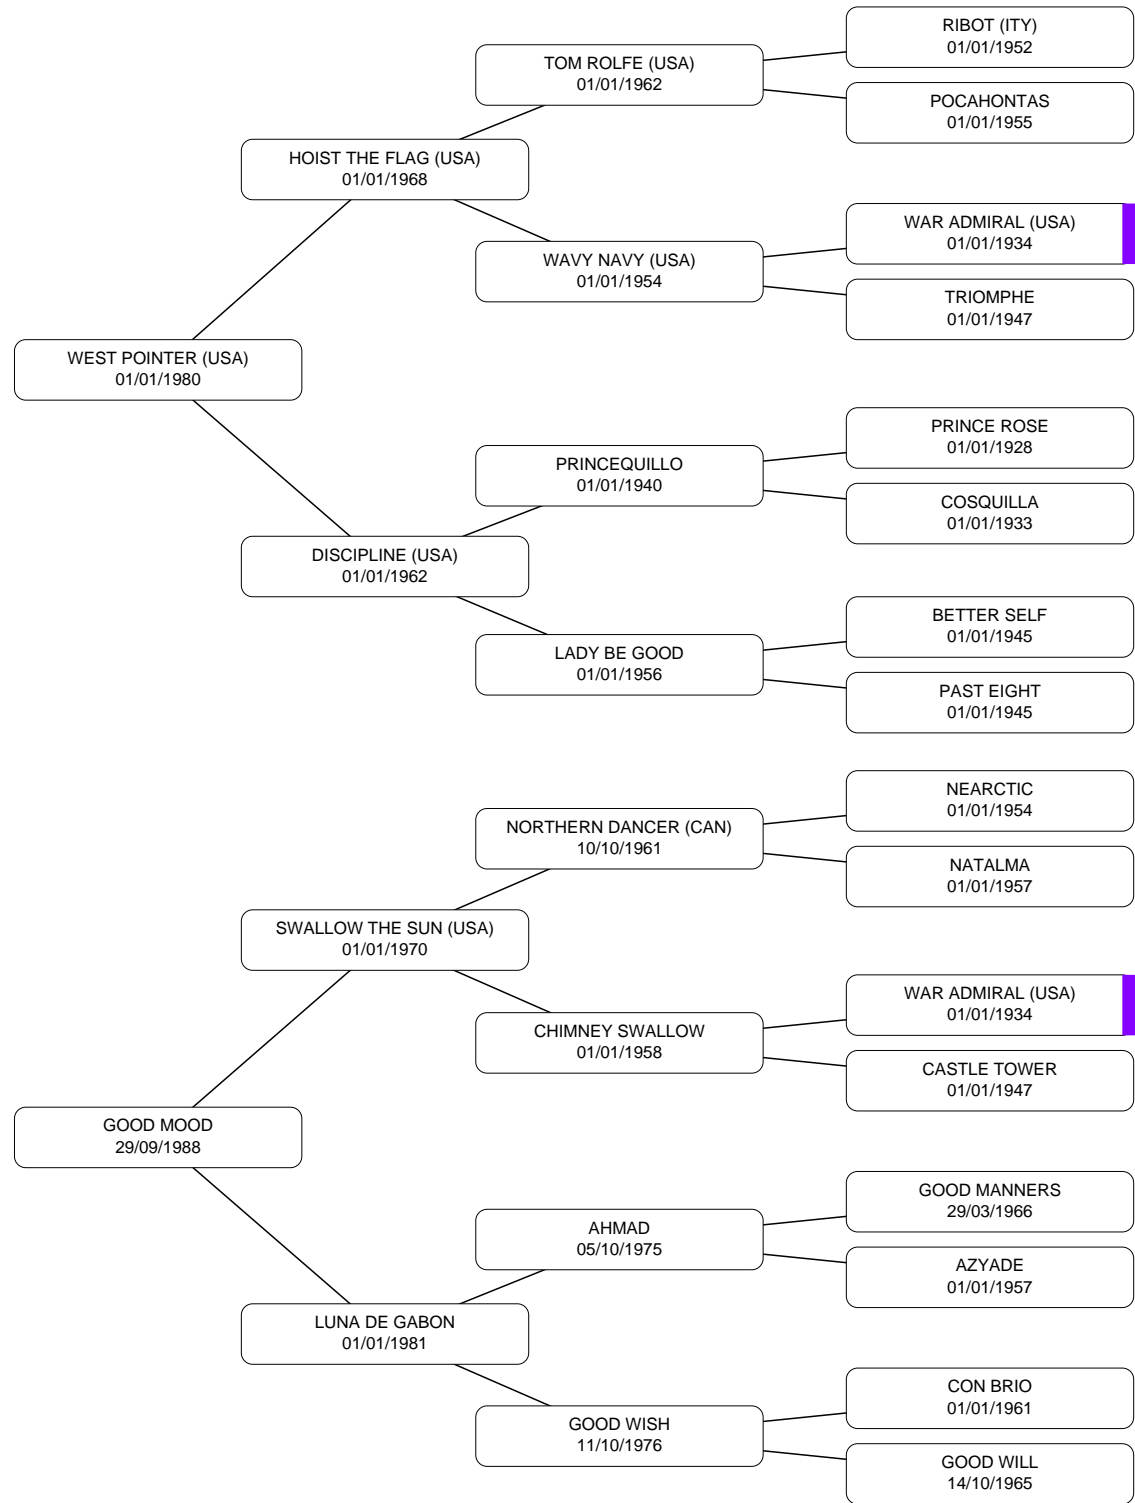 RIBOT (ITY)
01/01/1952
TOM ROLFE (USA)
01/01/1962
POCAHONTAS
01/01/1955
HOIST THE FLAG (USA)
01/01/1968
WAR ADMIRAL (USA)
01/01/1934
WAVY NAVY (USA)
01/01/1954
TRIOMPHE
01/01/1947
WEST POINTER (USA)
01/01/1980
PRINCE ROSE
01/01/1928
PRINCEQUILLO
01/01/1940
COSQUILLA
01/01/1933
DISCIPLINE (USA)
01/01/1962
BETTER SELF
01/01/1945
LADY BE GOOD
01/01/1956
PAST EIGHT
01/01/1945
NEARCTIC
01/01/1954
NORTHERN DANCER (CAN)
10/10/1961
NATALMA
01/01/1957
SWALLOW THE SUN (USA)
01/01/1970
WAR ADMIRAL (USA)
01/01/1934
CHIMNEY SWALLOW
01/01/1958
CASTLE TOWER
01/01/1947
GOOD MOOD
29/09/1988
GOOD MANNERS
29/03/1966
AHMAD
05/10/1975
AZYADE
01/01/1957
LUNA DE GABON
01/01/1981
CON BRIO
01/01/1961
GOOD WISH
11/10/1976
GOOD WILL
14/10/1965